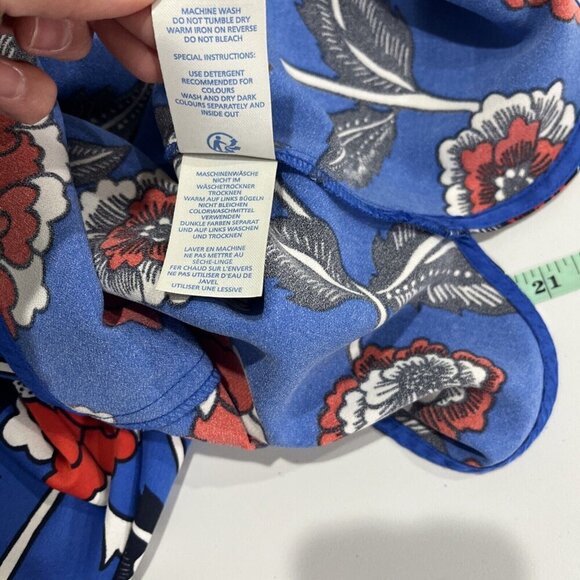 MACHINE WASH
DO NOT TUMBLE DRY
WARM IRON ON REVERSE
DO NOT BLEACH
SPECIAL INSTRUCTIONS:
USE DETERGENT
RECOMMENDED FOR
COLOURS
WASH AND DRY DARK
COLOURS SEPARATELY AND
INSIDE OUT
MASCHINENWÄSCHE
NICHT IM
WÄSCHETROCKNER
TROCKNEN
WARM AUF LINKS BÜGELN
NICHT BLEICHEN
COLORWASCHMITTEL
VERWENDEN
DUNKLE FARBEN SEPARAT
UND AUF LINKS WASCHEN
UND TROCKNEN
LAVER EN MACHINE
NE PAS METTRE AU
SÈCHE-LINGE
FER CHAUD SUR L'ENVERS
NE PAS UTILISER D'EAU DE
JAVEL
UTILISER UNE LESSIVE
21